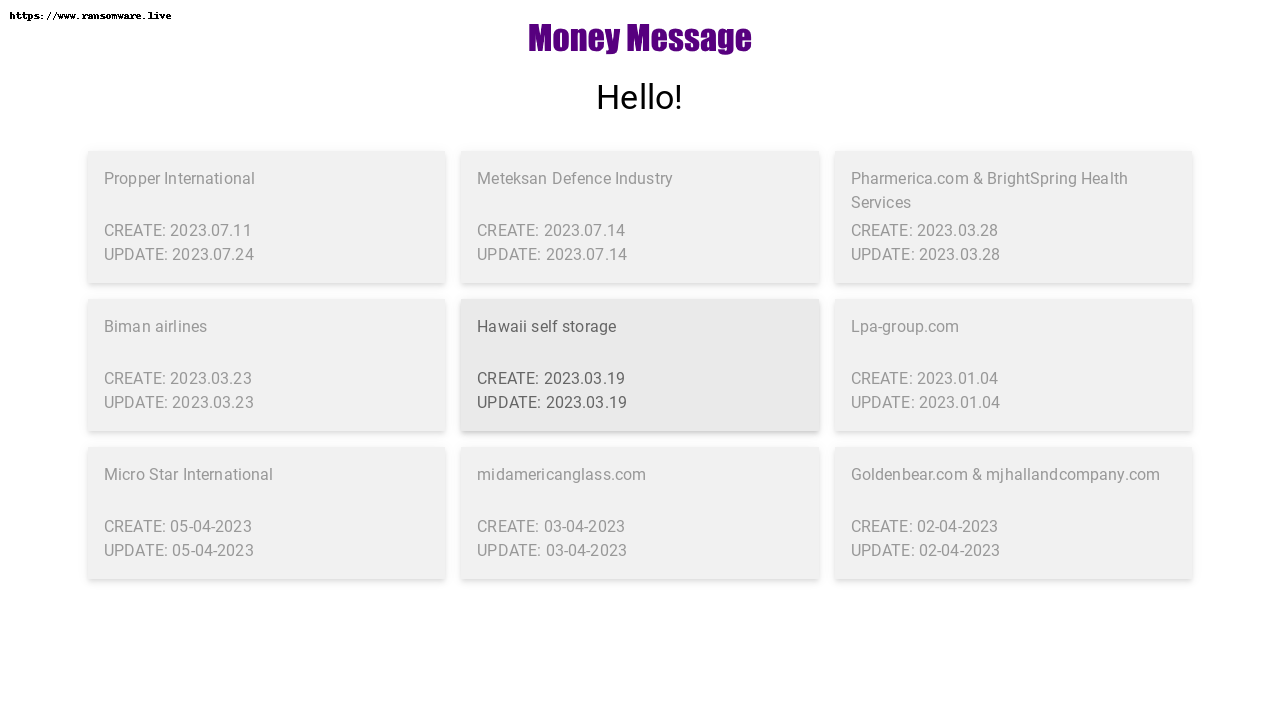 https://www.ransomware.live
Money Message
Hello!
Propper International
CREATE: 2023.07.11
UPDATE: 2023.07.24
Meteksan Defence Industry
CREATE: 2023.07.14
UPDATE: 2023.07.14
Pharmerica.com & BrightSpring Health
Services
CREATE: 2023.03.28
UPDATE: 2023.03.28
Biman airlines
CREATE: 2023.03.23
UPDATE: 2023.03.23
Hawaii self storage
CREATE: 2023.03.19
UPDATE: 2023.03.19
Lpa-group.com
CREATE: 2023.01.04
UPDATE: 2023.01.04
Micro Star International
CREATE: 05-04-2023
UPDATE: 05-04-2023
midamericanglass.com
CREATE: 03-04-2023
UPDATE: 03-04-2023
Goldenbear.com & mjhallandcompany.com
CREATE: 02-04-2023
UPDATE: 02-04-2023